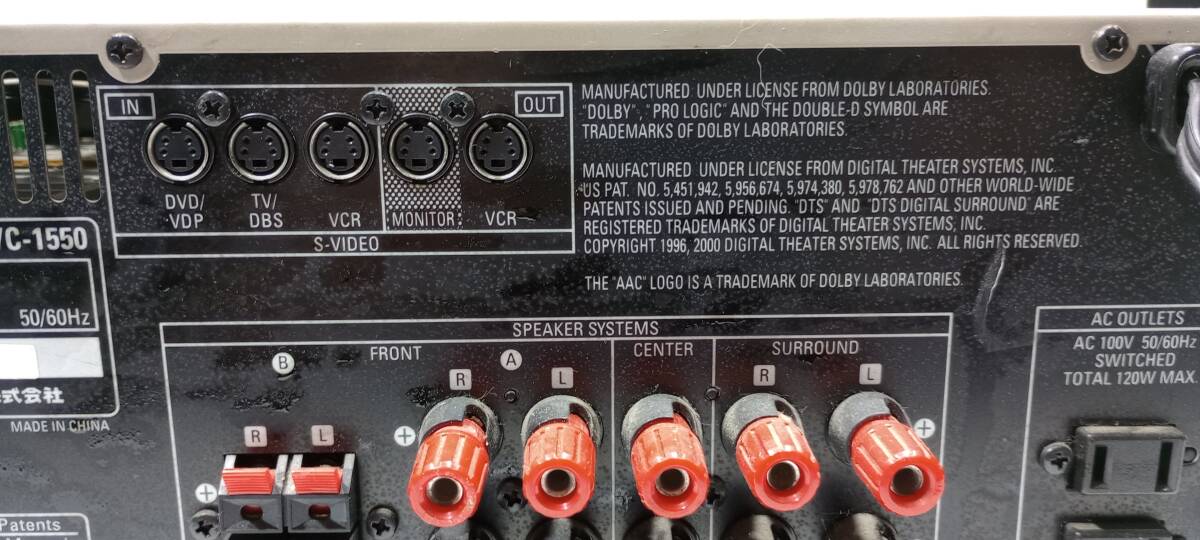 IN
OUT
DVD/
VDP
TV/
DBS
VCR
MONITOR
VCR
S-VIDEO
MANUFACTURED UNDER LICENSE FROM DOLBY LABORATORIES.
"DOLBY", "PRO LOGIC" AND THE DOUBLE-D SYMBOL ARE
TRADEMARKS OF DOLBY LABORATORIES.
MANUFACTURED UNDER LICENSE FROM DIGITAL THEATER SYSTEMS, INC.
US PAT. NO. 5,451,942, 5,956,674, 5,974,380, 5,978,762 AND OTHER WORLD-WIDE
PATENTS ISSUED AND PENDING. "DTS" AND "DTS DIGITAL SURROUND" ARE
REGISTERED TRADEMARKS OF DIGITAL THEATER SYSTEMS, INC.
COPYRIGHT 1996, 2000 DIGITAL THEATER SYSTEMS, INC. ALL RIGHTS RESERVED.
THE "AAC" LOGO IS A TRADEMARK OF DOLBY LABORATORIES.
C-1550
50/60Hz
式会社
MADE IN CHINA
Patents
SPEAKER SYSTEMS
B FRONT A
CENTER
SURROUND
R L
R L
R L
+ +
+
AC OUTLETS
AC 100V 50/60Hz
SWITCHED
TOTAL 120W MAX.